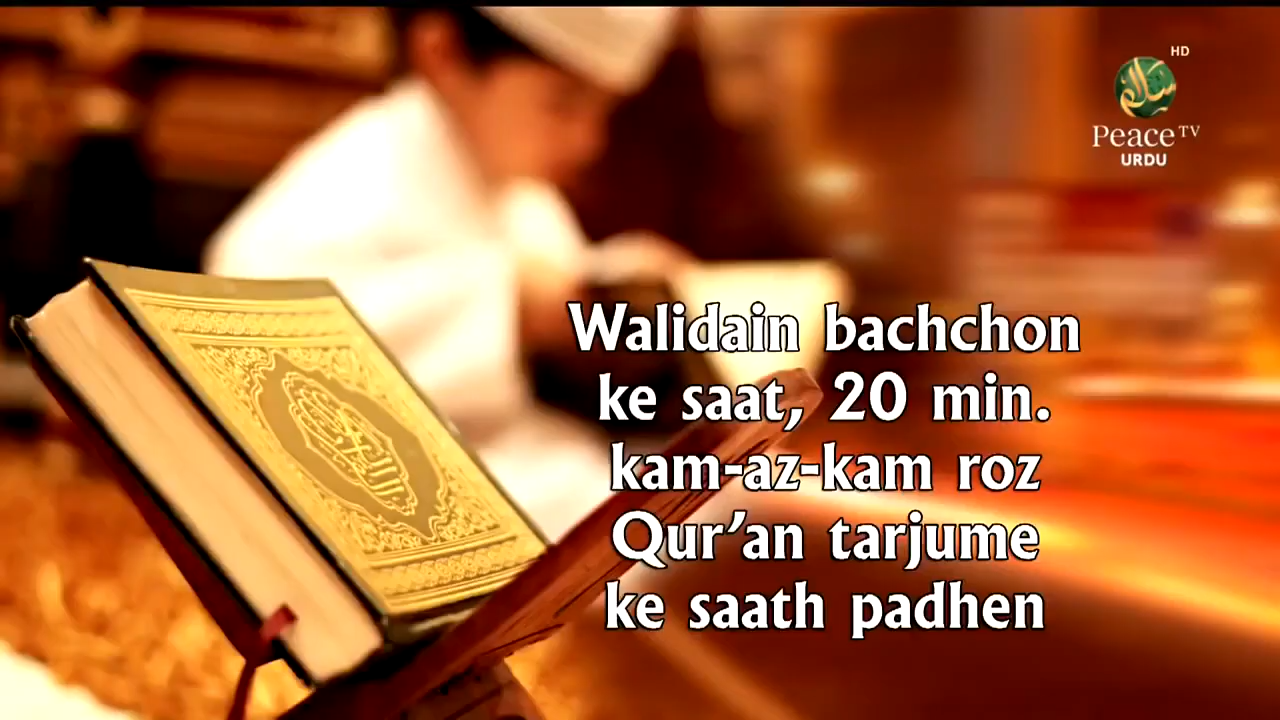 HD
Peace TV
URDU
Walidain bachchon
ke saat, 20 min.
kam-az-kam roz
Qur'an tarjume
ke saath padhen